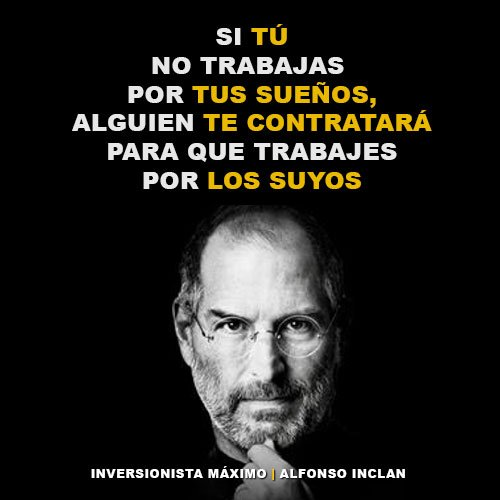 SI TÚ
NO TRABAJAS
POR TUS SUEÑOS,
ALGUIEN TE CONTRATARÁ
PARA QUE TRABAJES
POR LOS SUYOS
INVERSIONISTA MÁXIMO | ALFONSO INCLAN